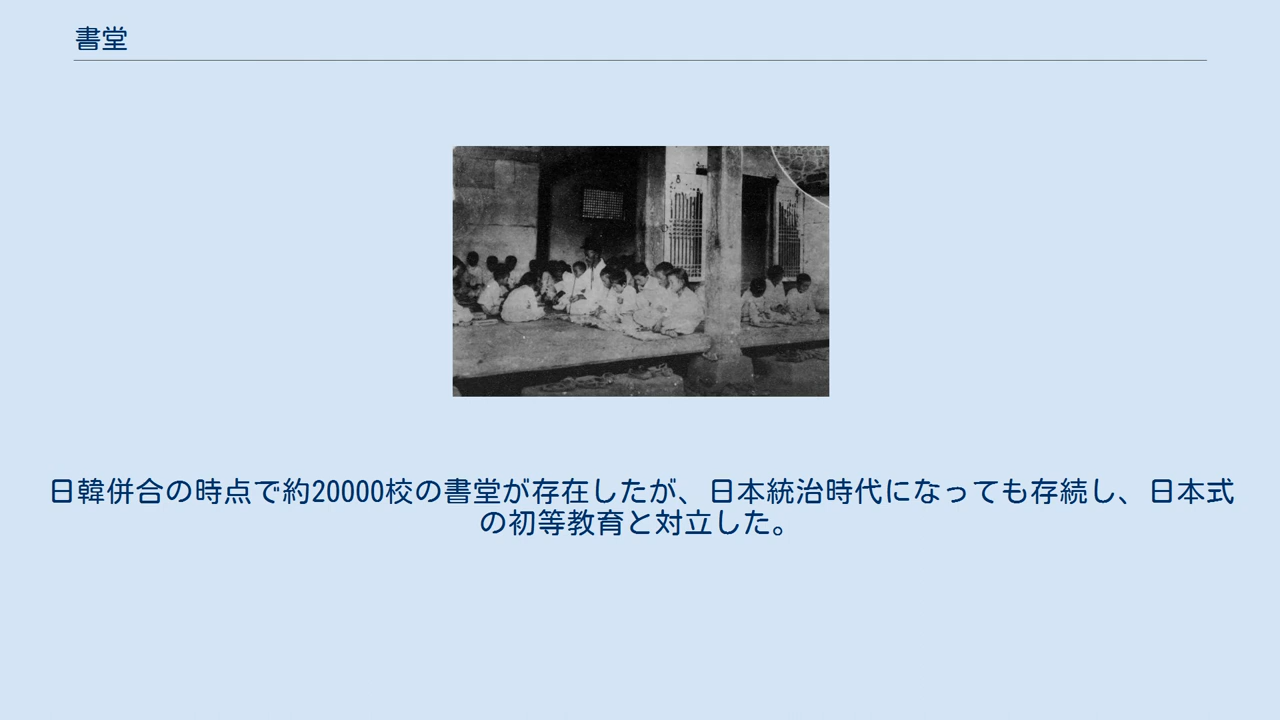 書堂
日韓併合の時点で約20000校の書堂が存在したが、日本統治時代になっても存続し、日本式
の初等教育と対立した。